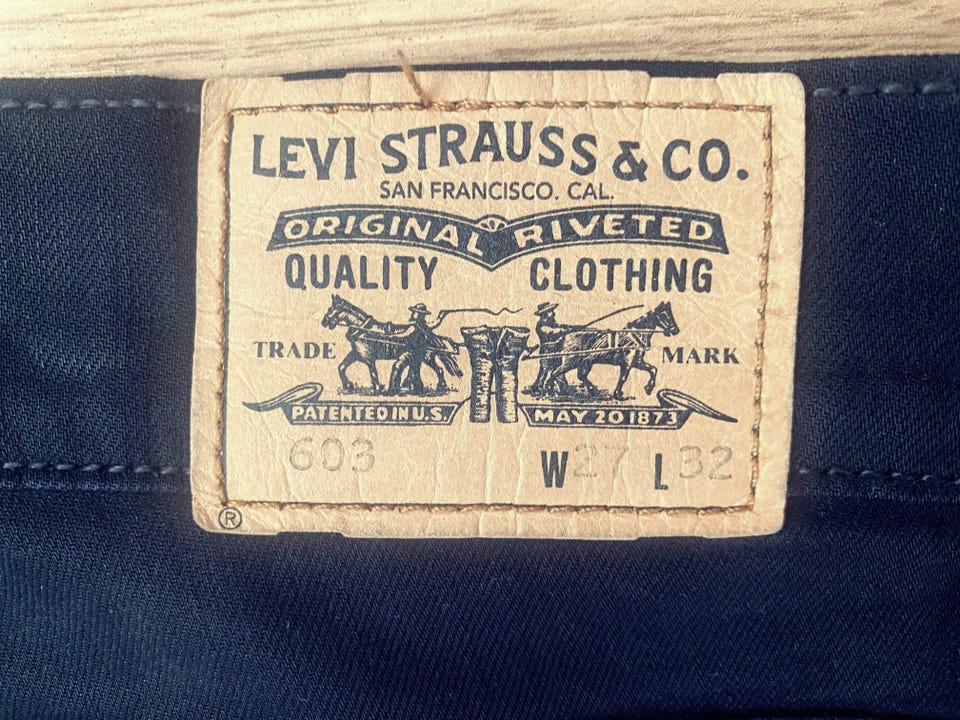 LEVI STRAUSS & CO.
SAN FRANCISCO. CAL.
ORIGINAL RIVETED
QUALITY CLOTHING
TRADE MARK
PATENTED IN U.S. MAY 20 1873
603 W27 L32
®